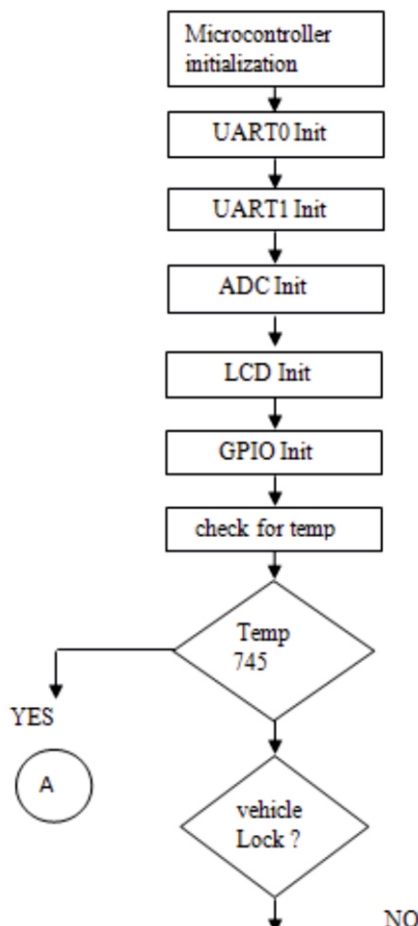 Microcontroller
initialization
UART0 Init
UART1 Init
ADC Init
LCD Init
GPIO Init
check for temp
Temp
745
YES
A
vehicle
Lock ?
NO